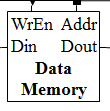 WrEn Addr
Din Dout
Data
Memory